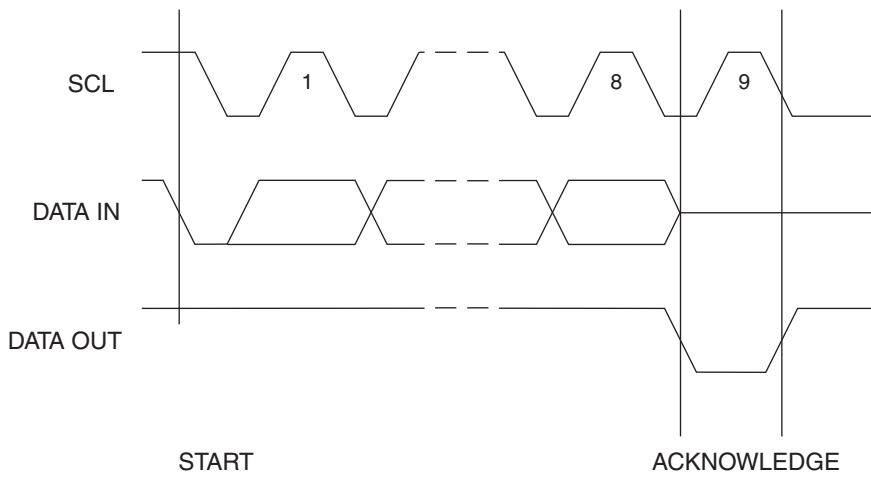 SCL
1
8
9
DATA IN
DATA OUT
START
ACKNOWLEDGE